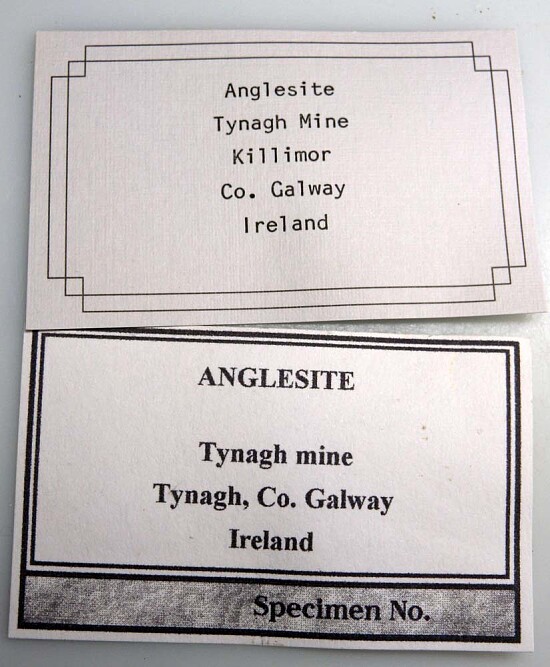 Anglesite
Tynagh Mine
Killimor
Co. Galway
Ireland
ANGLESITE
Tynagh mine
Tynagh, Co. Galway
Ireland
Specimen No.